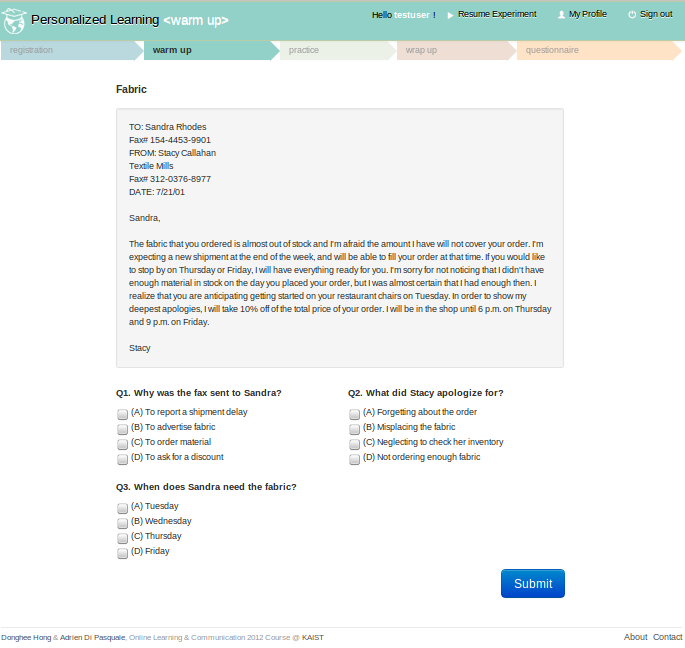 Personalized Learning <warm up>
Hello testuser ! Resume Experiment My Profile Sign out
registration warm up practice wrap up questionnaire
Fabric
TO: Sandra Rhodes
Fax# 154-4453-9901
FROM: Stacy Callahan
Textile Mills
Fax# 312-0376-8977
DATE: 7/21/01
Sandra,
The fabric that you ordered is almost out of stock and I'm afraid the amount I have will not cover your order. I'm
expecting a new shipment at the end of the week, and will be able to fill your order at that time. If you would like
to stop by on Thursday or Friday, I will have everything ready for you. I'm sorry for not noticing that I didn't have
enough material in stock on the day you placed your order, but I was almost certain that I had enough then. I
realize that you are anticipating getting started on your restaurant chairs on Tuesday. In order to show my
deepest apologies, I will take 10% off of the total price of your order. I will be in the shop until 6 p.m. on Thursday
and 9 p.m. on Friday.
Stacy
Q1. Why was the fax sent to Sandra?
(A) To report a shipment delay
(B) To advertise fabric
(C) To order material
(D) To ask for a discount
Q2. What did Stacy apologize for?
(A) Forgetting about the order
(B) Misplacing the fabric
(C) Neglecting to check her inventory
(D) Not ordering enough fabric
Q3. When does Sandra need the fabric?
(A) Tuesday
(B) Wednesday
(C) Thursday
(D) Friday
Submit
Donghee Hong & Adrien Di Pasquale, Online Learning & Communication 2012 Course @ KAIST
About Contact